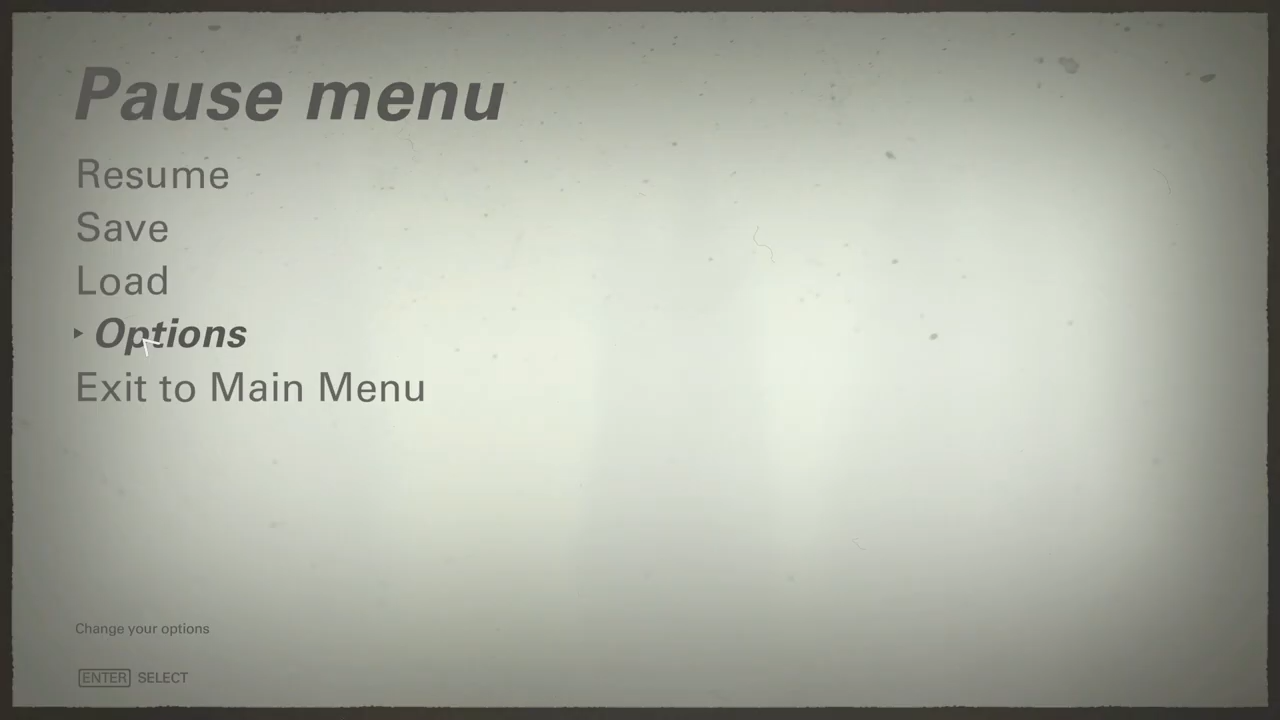 Pause menu
Resume
Save
Load
Options
Exit to Main Menu
Change your options
ENTER SELECT